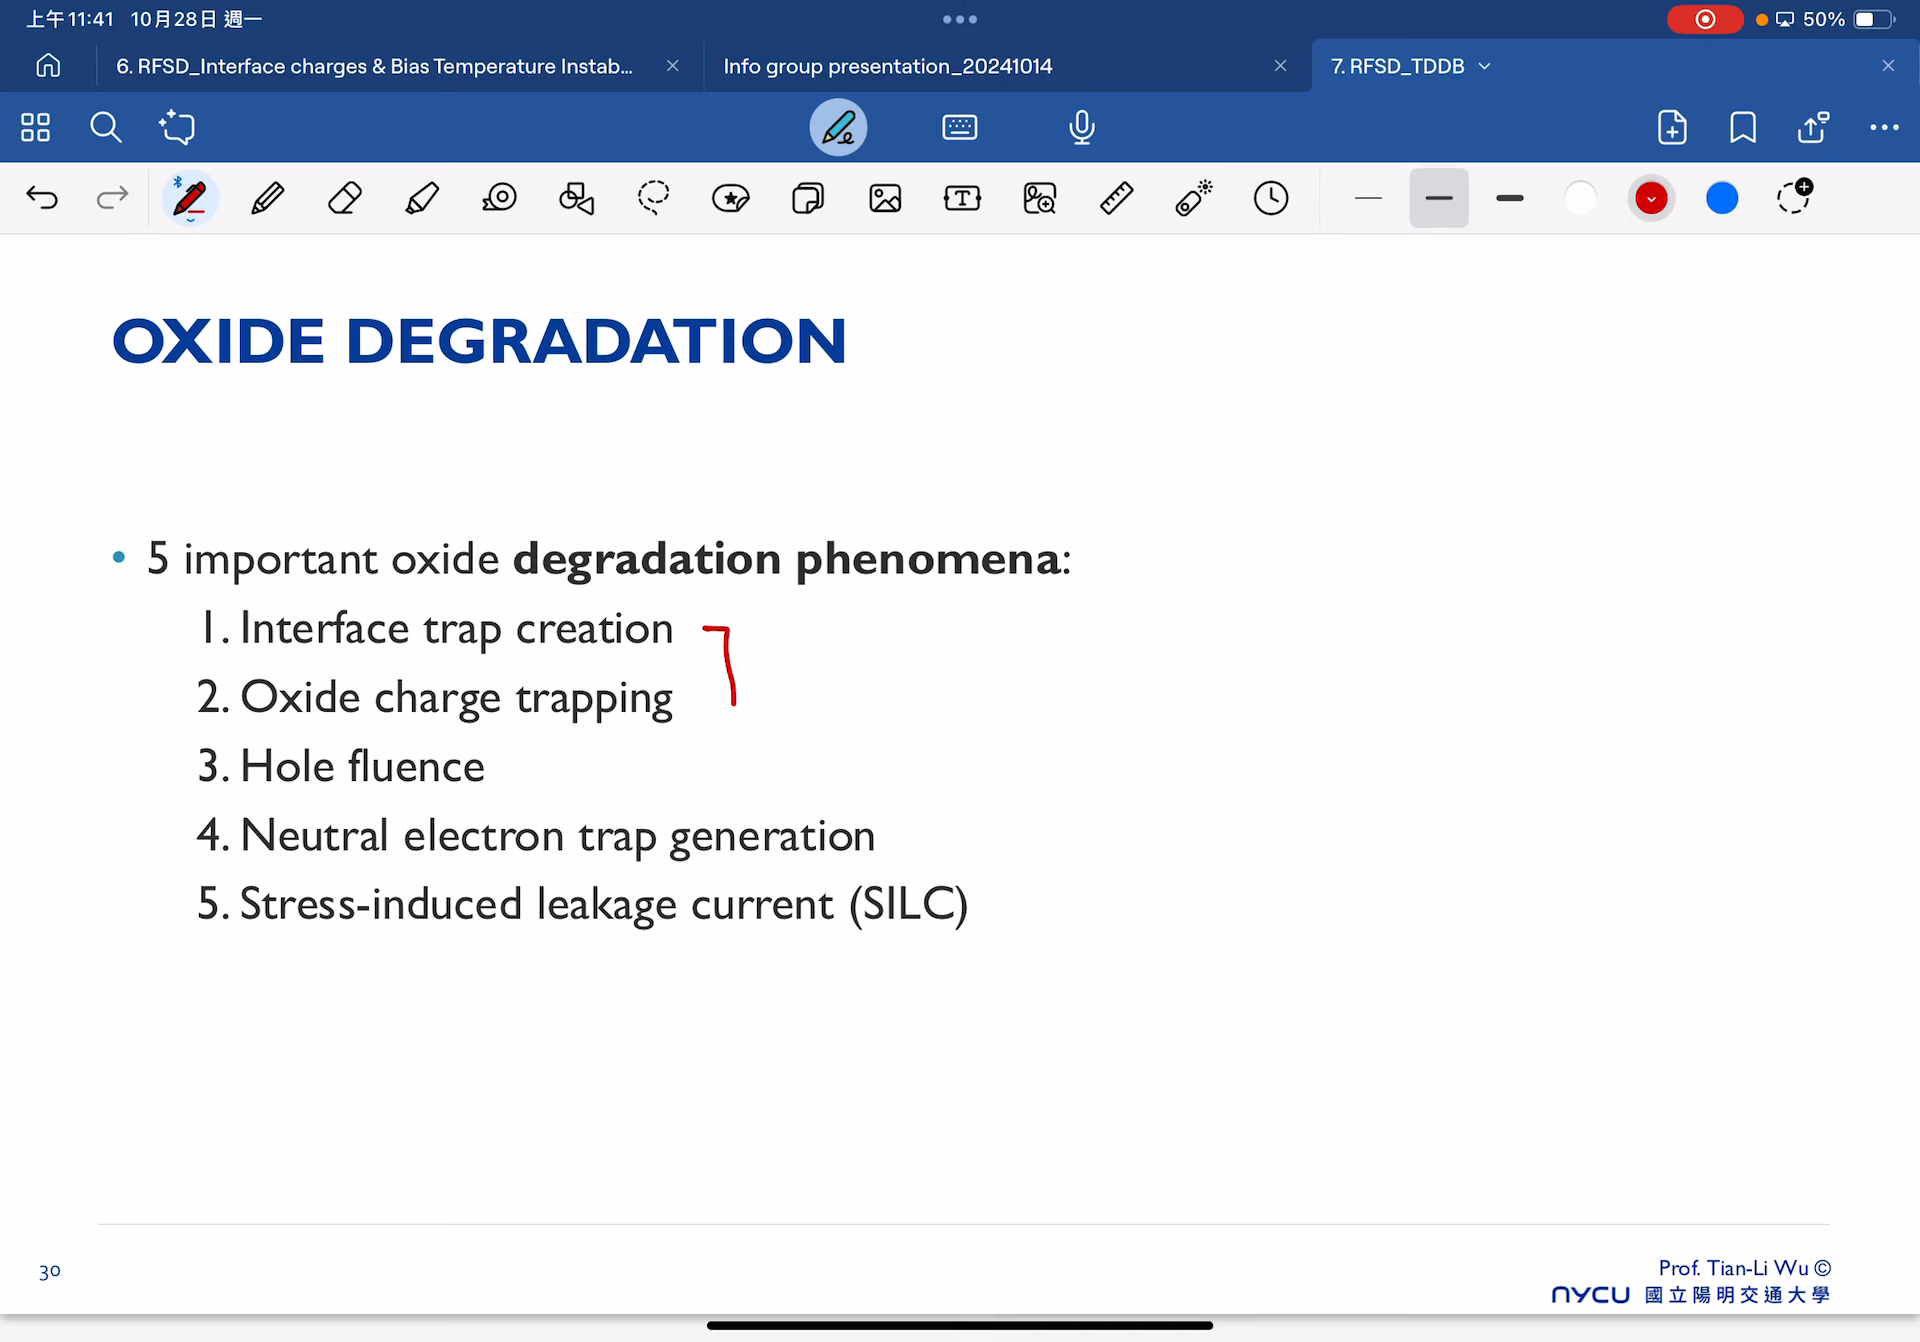 上午11:41 10月28日 週一
50%
6. RFSD_Interface charges & Bias Temperature Instab...
Info group presentation_20241014
7. RFSD_TDDB
OXIDE DEGRADATION
• 5 important oxide degradation phenomena:
1. Interface trap creation
2. Oxide charge trapping
3. Hole fluence
4. Neutral electron trap generation
5. Stress-induced leakage current (SILC)
30
Prof. Tian-Li Wu ©
NYCU 國立陽明交通大學